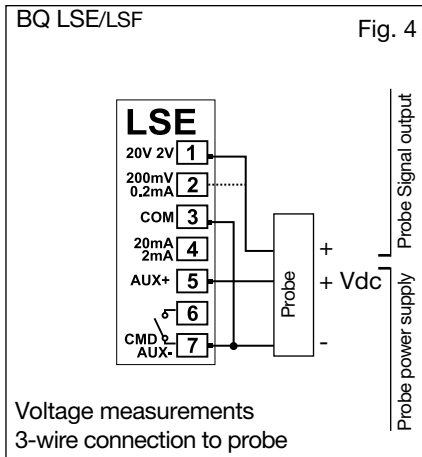 BQ LSE/LSF
Fig. 4
LSE
20V 2V 1
200mV
0.2mA 2
COM 3
20mA
2mA 4
AUX+ 5
6
CMD
AUX- 7
Probe
+
+ Vdc
-
Probe Signal output
Probe power supply
Voltage measurements
3-wire connection to probe